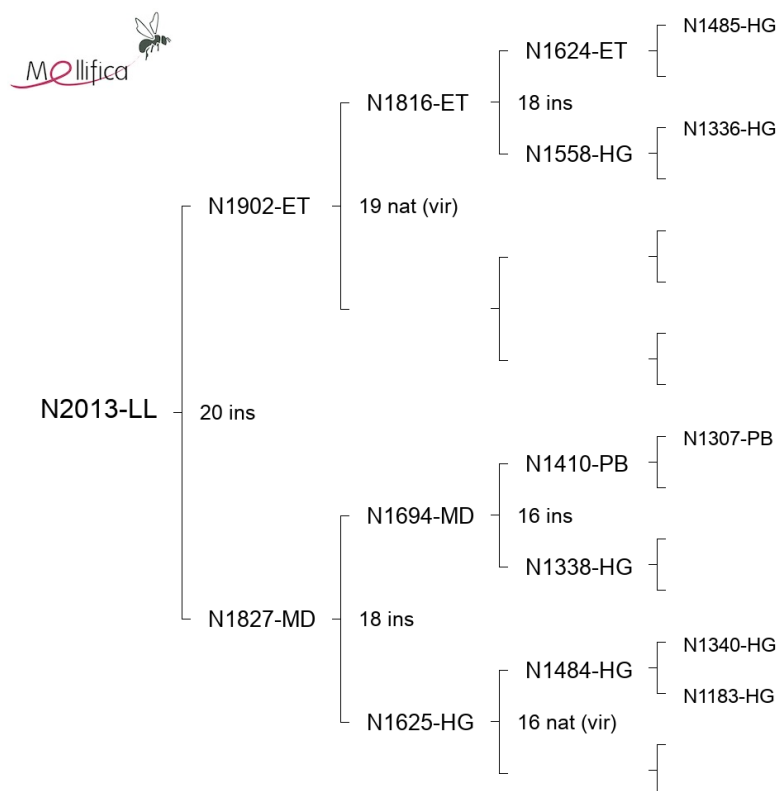 Mellifica
N1485-HG
N1624-ET
N1816-ET
18 ins
N1336-HG
N1558-HG
N1902-ET
19 nat (vir)
N2013-LL
20 ins
N1307-PB
N1410-PB
N1694-MD
16 ins
N1338-HG
N1827-MD
18 ins
N1340-HG
N1484-HG
N1183-HG
N1625-HG
16 nat (vir)